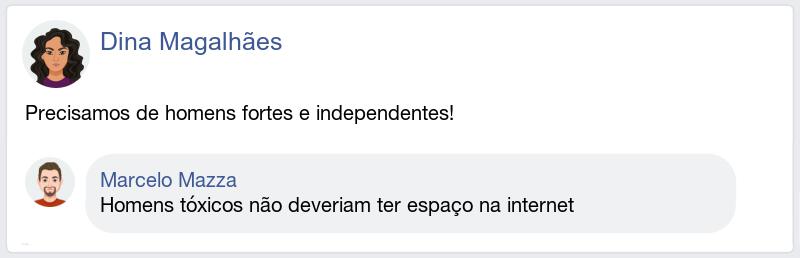 Dina Magalhães
Precisamos de homens fortes e independentes!
Marcelo Mazza
Homens tóxicos não deveriam ter espaço na internet